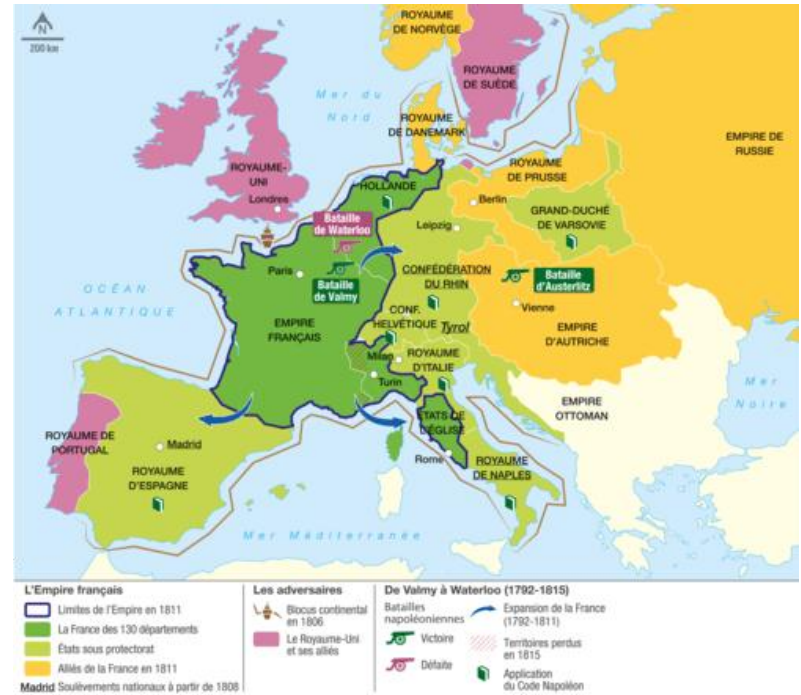 N
200 km
ROYAUME
DE NORVÈGE
ROYAUME
DE SUÈDE
Mer du
Nord
ROYAUME
DE DANEMARK
EMPIRE DE
RUSSIE
ROYAUME-
UNI
Londres
HOLLANDE
ROYAUME
DE PRUSSE
Berlin
GRAND-DUCHÉ
DE VARSOVIE
Bataille
de Waterloo
Leipzig
Paris
Bataille
de Valmy
CONFÉDÉRATION
DU RHIN
Bataille
d'Austerlitz
Vienne
OCÉAN
ATLANTIQUE
EMPIRE
FRANÇAIS
CONF.
HELVÉTIQUE
Tyrol
EMPIRE
D'AUTRICHE
Milan
ROYAUME
D'ITALIE
Turin
Mer
Noire
EMPIRE
OTTOMAN
ÉTATS DE
L'ÉGLISE
ROYAUME DE
PORTUGAL
Madrid
ROYAUME
D'ESPAGNE
Rome
ROYAUME
DE NAPLES
Mer Méditerranée
L'Empire français
Limites de l'Empire en 1811
La France des 130 départements
États sous protectorat
Alliés de la France en 1811
Madrid Soulèvements nationaux à partir de 1808
Les adversaires
Blocus continental
en 1806
Le Royaume-Uni
et ses alliés
De Valmy à Waterloo (1792-1815)
Batailles
napoléoniennes
Victoire
Défaite
Expansion de la France
(1792-1811)
Territoires perdus
en 1815
Application
du Code Napoléon